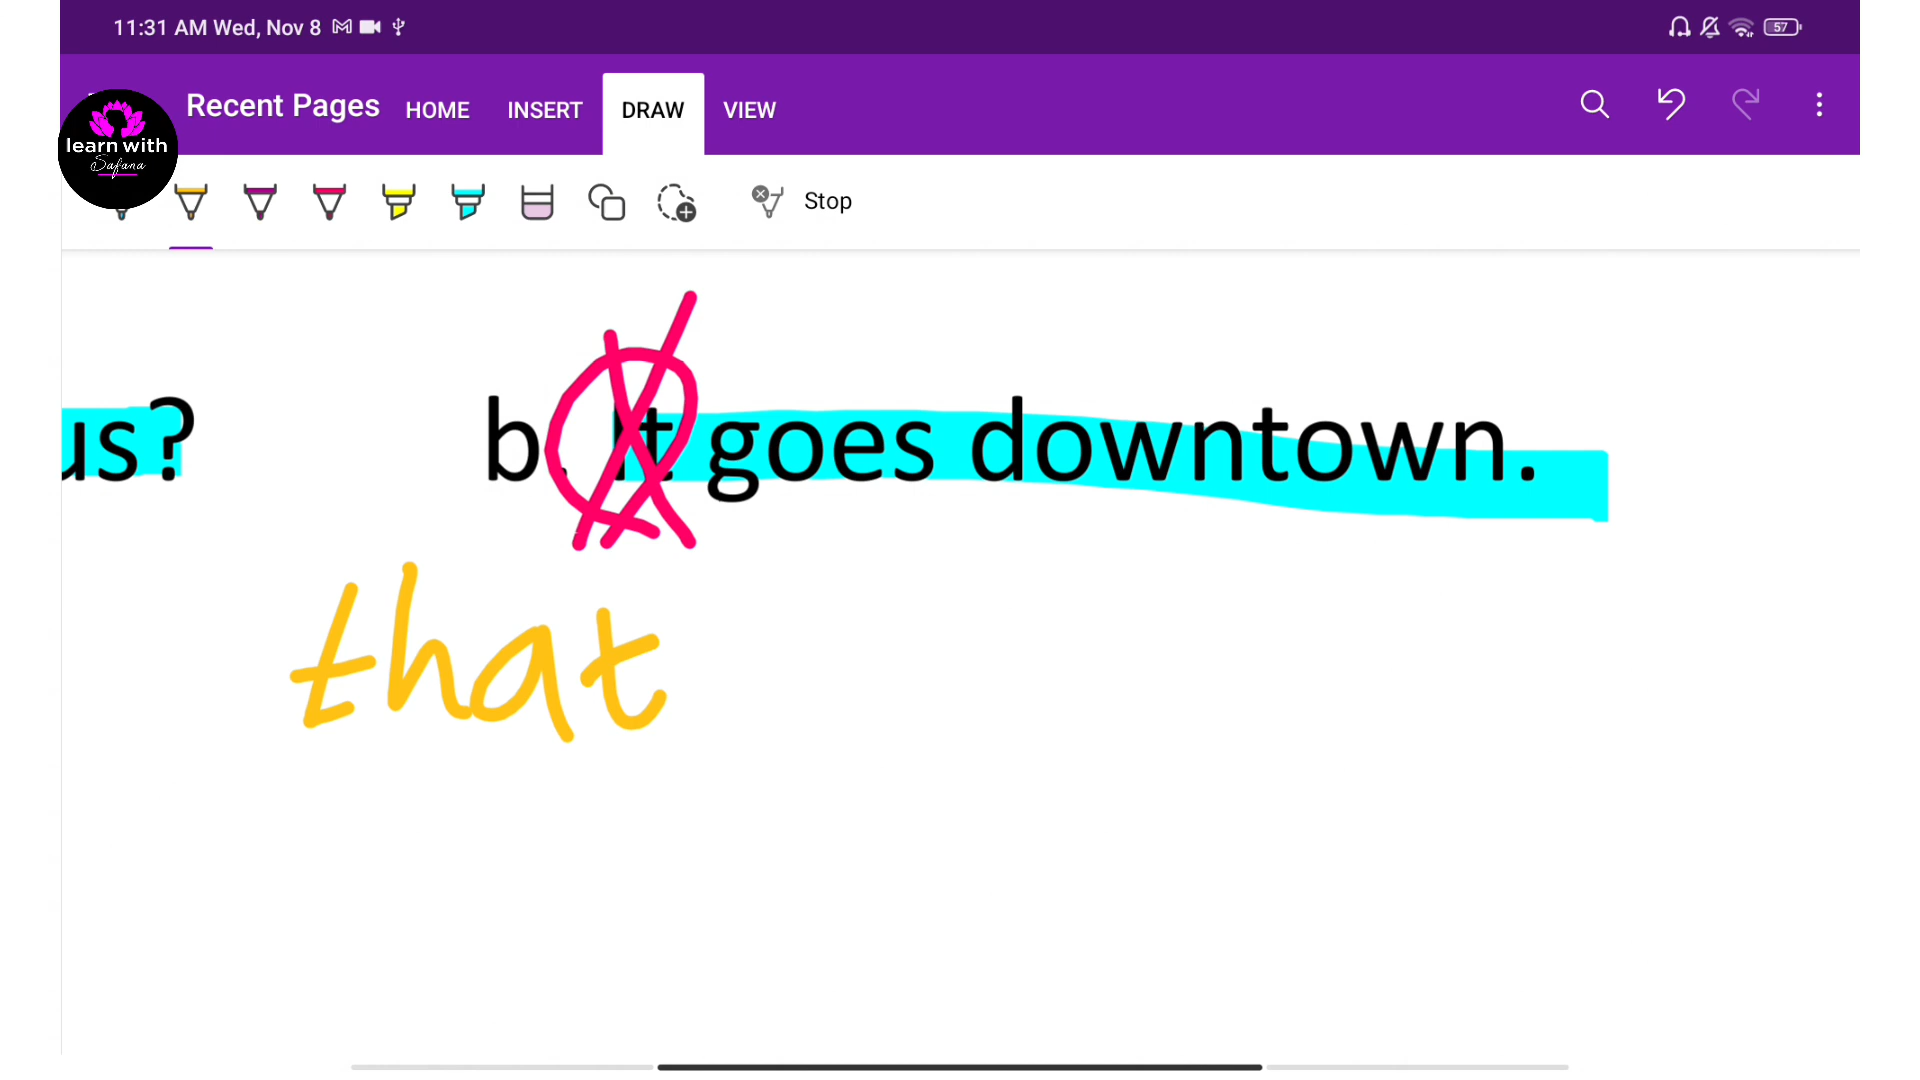 11:31 AM Wed, Nov 8
57
Recent Pages HOME INSERT DRAW VIEW
learn with
Safana
Stop
us? b. It goes downtown.
that